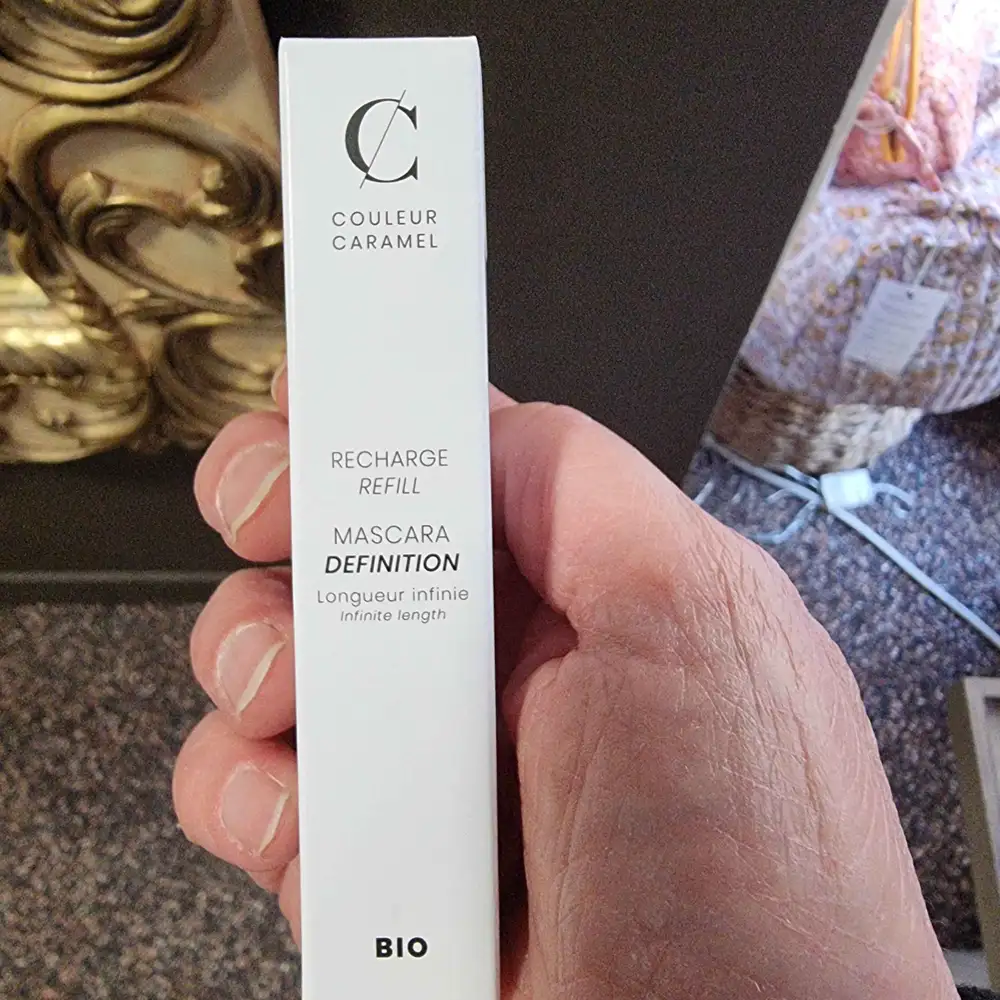 COULEUR
CARAMEL
RECHARGE
REFILL
MASCARA
DEFINITION
Longueur infinie
Infinite length
BIO